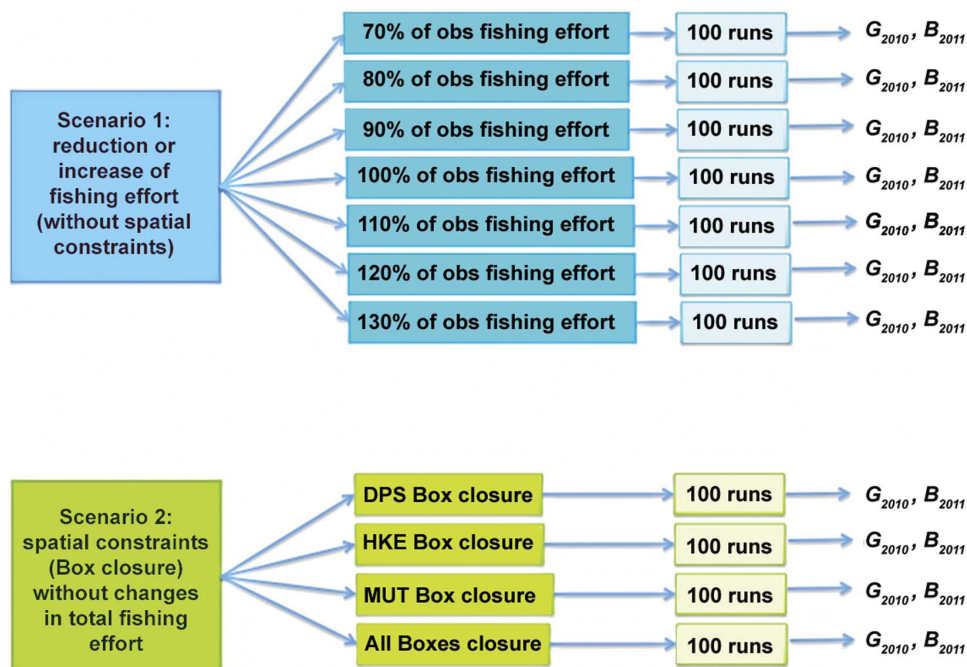 Scenario 1:
reduction or
increase of
fishing effort
(without spatial
constraints)
70% of obs fishing effort
100 runs
G2010, B2011
80% of obs fishing effort
100 runs
G2010, B2011
90% of obs fishing effort
100 runs
G2010, B2011
100% of obs fishing effort
100 runs
G2010, B2011
110% of obs fishing effort
100 runs
G2010, B2011
120% of obs fishing effort
100 runs
G2010, B2011
130% of obs fishing effort
100 runs
G2010, B2011
Scenario 2:
spatial constraints
(Box closure)
without changes
in total fishing
effort
DPS Box closure
100 runs
G2010, B2011
HKE Box closure
100 runs
G2010, B2011
MUT Box closure
100 runs
G2010, B2011
All Boxes closure
100 runs
G2010, B2011